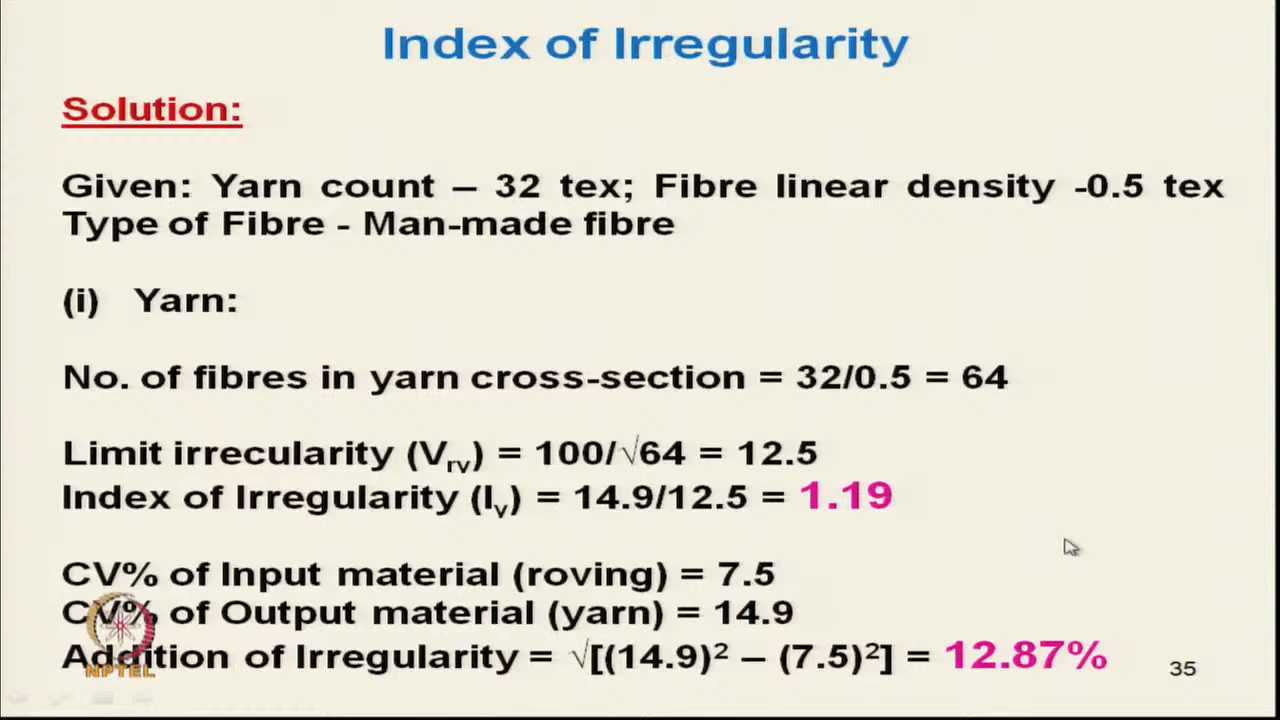 Index of Irregularity
Solution:
Given: Yarn count – 32 tex; Fibre linear density -0.5 tex
Type of Fibre - Man-made fibre
(i) Yarn:
No. of fibres in yarn cross-section = 32/0.5 = 64
Limit irrecularity (Vrv) = 100/√64 = 12.5
Index of Irregularity (Iv) = 14.9/12.5 = 1.19
CV% of Input material (roving) = 7.5
CV% of Output material (yarn) = 14.9
Addition of Irregularity = √[(14.9)² – (7.5)²] = 12.87%
NPTEL
35